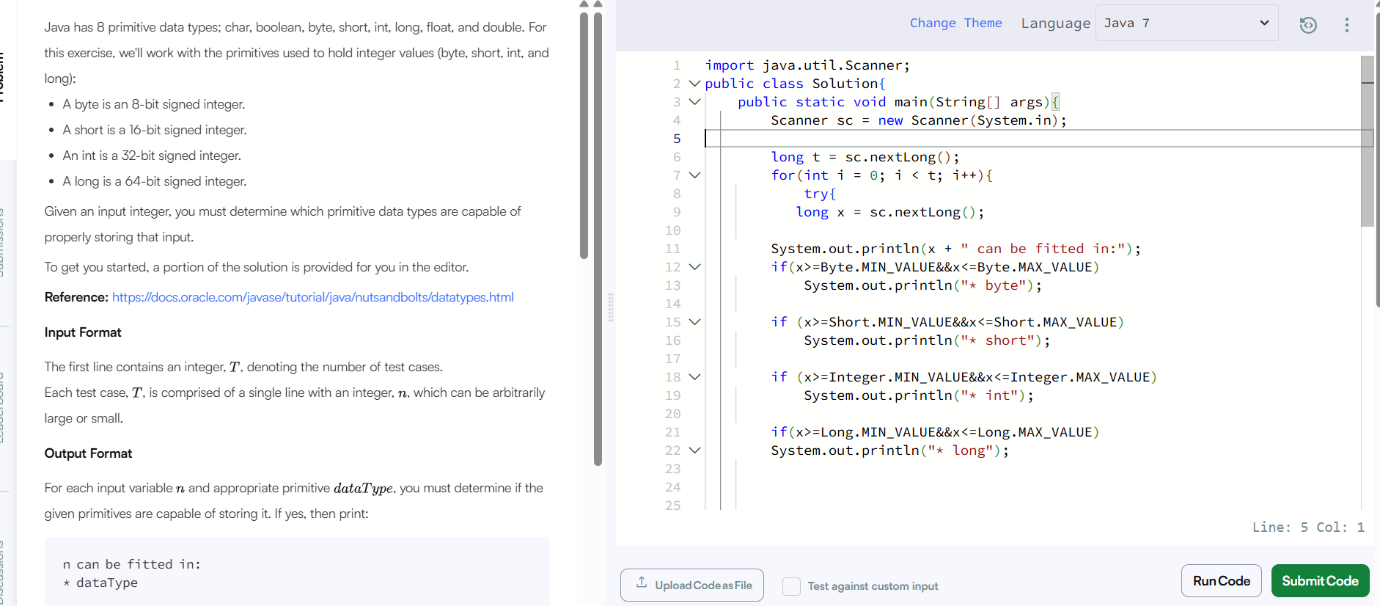 Java has 8 primitive data types; char, boolean, byte, short, int, long, float, and double. For
this exercise, we'll work with the primitives used to hold integer values (byte, short, int, and
long):
• A byte is an 8-bit signed integer.
• A short is a 16-bit signed integer.
• An int is a 32-bit signed integer.
• A long is a 64-bit signed integer.
Given an input integer, you must determine which primitive data types are capable of
properly storing that input.
To get you started, a portion of the solution is provided for you in the editor.
Reference: https://docs.oracle.com/javase/tutorial/java/nutsandbolts/datatypes.html
Input Format
The first line contains an integer, T, denoting the number of test cases.
Each test case, T, is comprised of a single line with an integer, n, which can be arbitrarily
large or small.
Output Format
For each input variable n and appropriate primitive dataType, you must determine if the
given primitives are capable of storing it. If yes, then print:
n can be fitted in:
* dataType
Change Theme Language Java 7
1 import java.util.Scanner;
2 public class Solution{
3 public static void main(String[] args){
4 Scanner sc = new Scanner(System.in);
5
6 long t = sc.nextLong();
7 for(int i = 0; i < t; i++){
8 try{
9 long x = sc.nextLong();
10
11 System.out.println(x + " can be fitted in:");
12 if(x>=Byte.MIN_VALUE&&x<=Byte.MAX_VALUE)
13 System.out.println("* byte");
14
15 if (x>=Short.MIN_VALUE&&x<=Short.MAX_VALUE)
16 System.out.println("* short");
17
18 if (x>=Integer.MIN_VALUE&&x<=Integer.MAX_VALUE)
19 System.out.println("* int");
20
21 if(x>=Long.MIN_VALUE&&x<=Long.MAX_VALUE)
22 System.out.println("* long");
23
24
25
Line: 5 Col: 1
Upload Code as File Test against custom input Run Code Submit Code